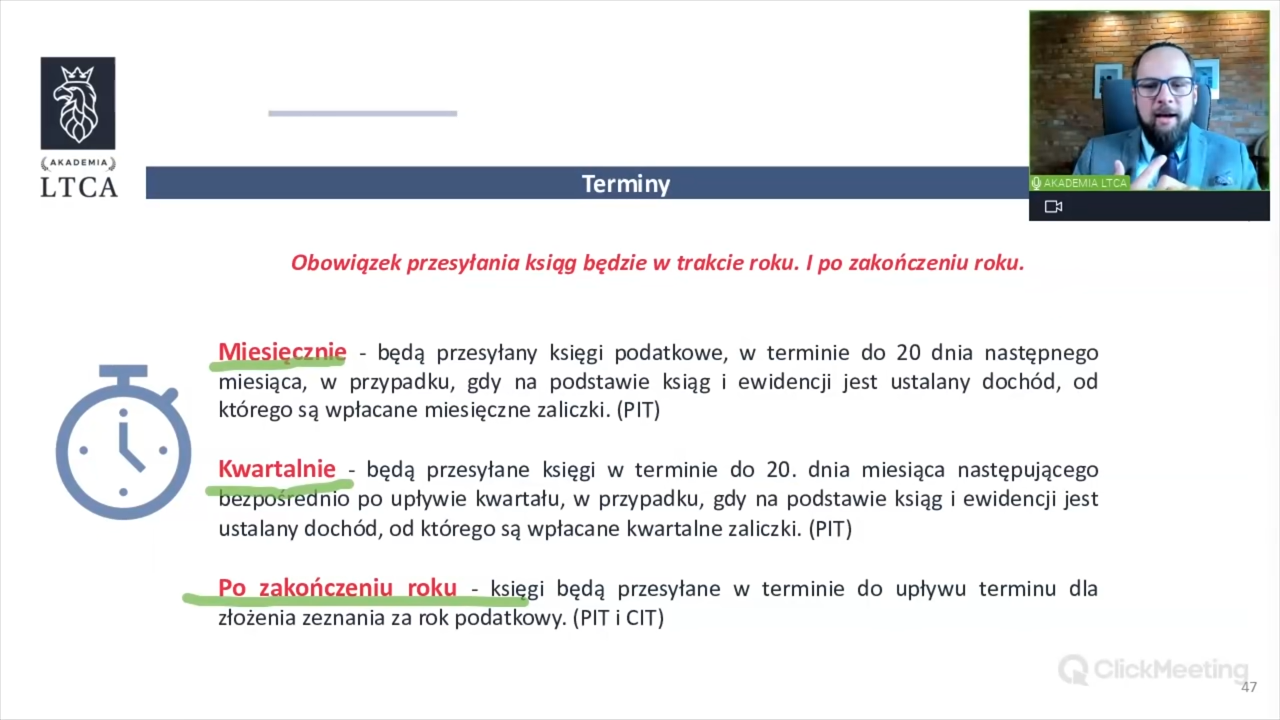 AKADEMIA
LTCA
Terminy
AKADEMIA LTCA
Obowiązek przesyłania ksiąg będzie w trakcie roku. I po zakończeniu roku.
Miesięcznie - będą przesyłany księgi podatkowe, w terminie do 20 dnia następnego
miesiąca, w przypadku, gdy na podstawie ksiąg i ewidencji jest ustalany dochód, od
którego są wpłacane miesięczne zaliczki. (PIT)
Kwartalnie - będą przesyłane księgi w terminie do 20. dnia miesiąca następującego
bezpośrednio po upływie kwartału, w przypadku, gdy na podstawie ksiąg i ewidencji jest
ustalany dochód, od którego są wpłacane kwartalne zaliczki. (PIT)
Po zakończeniu roku - księgi będą przesyłane w terminie do upływu terminu dla
złożenia zeznania za rok podatkowy. (PIT i CIT)
ClickMeeting
47